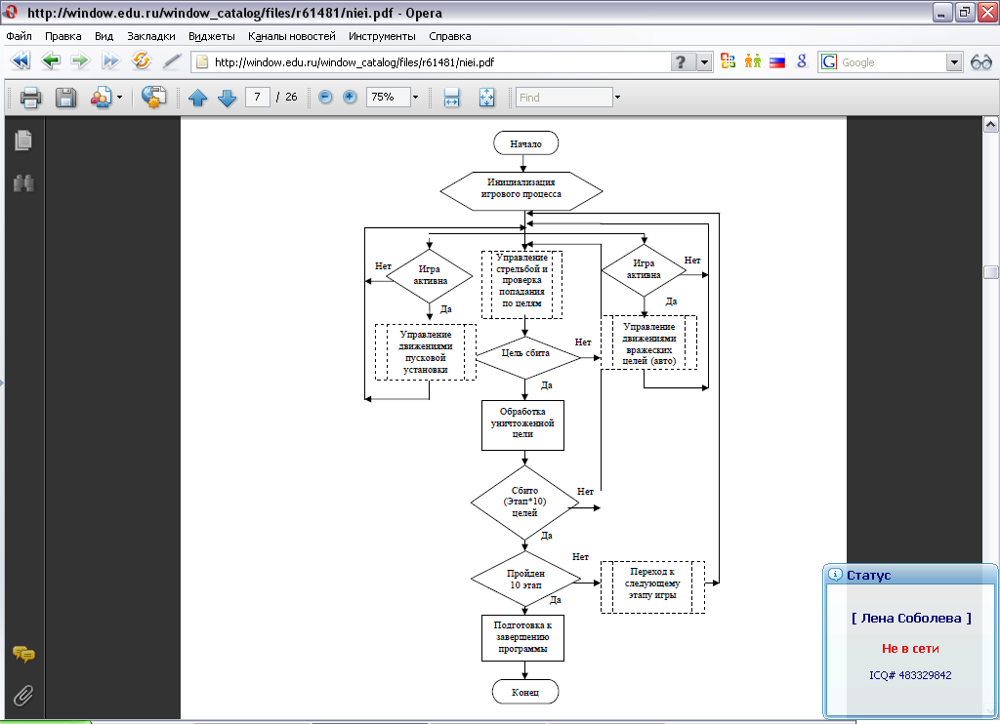 http://window.edu.ru/window_catalog/files/r61481/niei.pdf - Opera
Файл Правка Вид Закладки Виджеты Каналы новостей Инструменты Справка
http://window.edu.ru/window_catalog/files/r61481/niei.pdf
?
Google
7 / 26
75%
Find
Начало
Инициализация
игрового процесса
Нет
Игра
активна
Да
Управление
стрельбой и
проверка
попадания
по целям
Игра
активна
Нет
Да
Управление
движениями
пусковой
установки
Цель сбита
Нет
Да
Управление
движениями
вражеских
целей (авто)
Обработка
уничтоженной
цели
Сбито
(Этап*10)
целей
Нет
Да
Пройден
10 этап
Нет
Да
Переход к
следующему
этапу игры
Подготовка к
завершению
программы
Конец
Статус
[ Лена Соболева ]
Не в сети
ICQ# 483329842